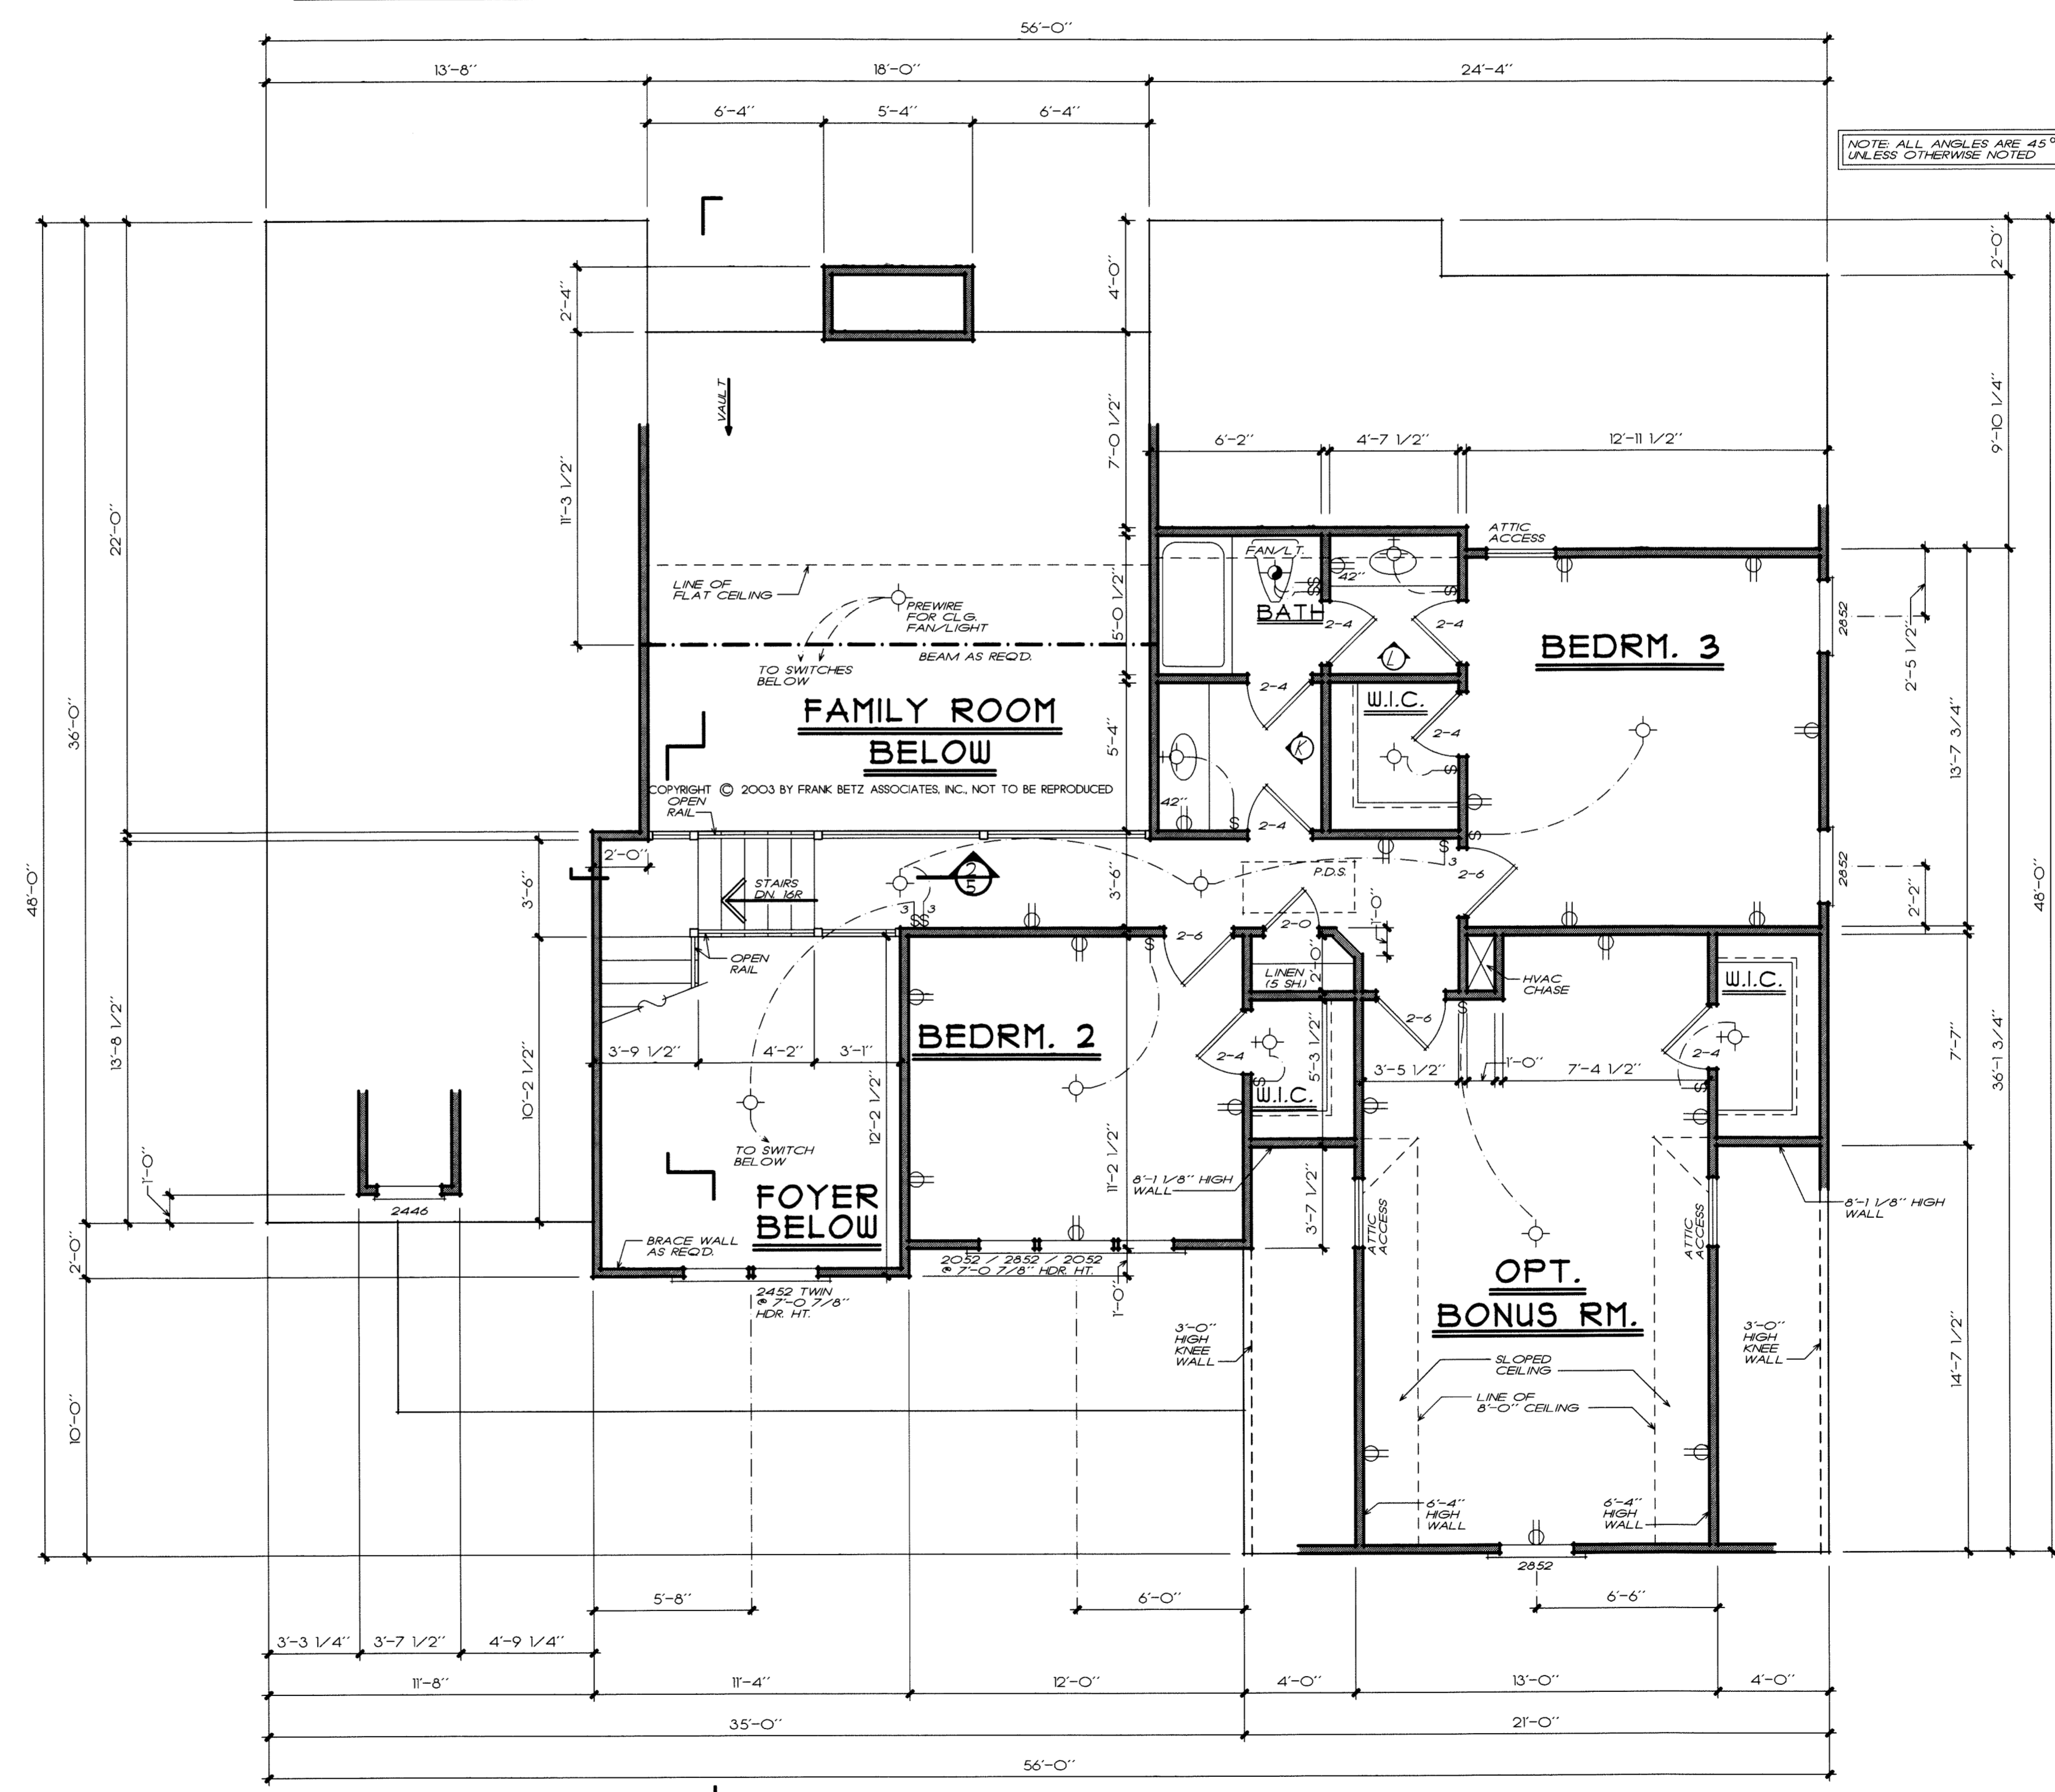 56'-0"
13'-8"
18'-0"
24'-4"
6'-4"
5'-4"
6'-4"
NOTE: ALL ANGLES ARE 45°
UNLESS OTHERWISE NOTED
2'-4"
4'-0"
2'-0"
VAULT
11'-3 1/2"
7'-0 1/2"
9'-10 1/4"
6'-2"
4'-7 1/2"
12'-11 1/2"
22'-0"
36'-0"
48'-0"
ATTIC
ACCESS
FAN/LT.
42"
BATH
2-4
2-4
L
BEDRM. 3
2852
2'-5 1/2"
LINE OF
FLAT CEILING
PREWIRE
FOR CLG.
FAN/LIGHT
5'-0 1/2"
BEAM AS REQ'D.
TO SWITCHES
BELOW
FAMILY ROOM
BELOW
2-4
W.I.C.
2-4
K
5'-4"
13'-7 3/4"
COPYRIGHT © 2003 BY FRANK BETZ ASSOCIATES, INC., NOT TO BE REPRODUCED
OPEN
RAIL
42"
S
2-4
S
2'-0"
3'-6"
STAIRS
DN. 16R
2
5
3'-6"
S
3
P.D.S.
2-6
2852
2'-2"
48'-0"
3
3
S
S
1'-0"
2-0
2-6
S
OPEN
RAIL
LINEN
(5 SH.)
2'-0"
HVAC
CHASE
W.I.C.
13'-8 1/2"
10'-2 1/2"
3'-9 1/2"
4'-2"
3'-1"
BEDRM. 2
2-4
2-6
S
5'-3 1/2"
3'-5 1/2"
1'-0"
7'-4 1/2"
2-4
S
7'-7"
36'-1 3/4"
W.I.C.
S
12'-2 1/2"
11'-2 1/2"
TO SWITCH
BELOW
1'-0"
2446
FOYER
BELOW
8'-1 1/8" HIGH
WALL
3'-7 1/2"
ATTIC
ACCESS
ATTIC
ACCESS
8'-1 1/8" HIGH
WALL
2'-0"
BRACE WALL
AS REQ'D.
2052 / 2852 / 2052
@ 7'-0 7/8" HDR. HT.
2452 TWIN
@ 7'-0 7/8"
HDR. HT.
1'-0"
OPT.
BONUS RM.
3'-0"
HIGH
KNEE
WALL
3'-0"
HIGH
KNEE
WALL
SLOPED
CEILING
LINE OF
8'-0" CEILING
14'-7 1/2"
10'-0"
6'-4"
HIGH
WALL
6'-4"
HIGH
WALL
2852
5'-8"
6'-0"
6'-6"
3'-3 1/4"
3'-7 1/2"
4'-9 1/4"
11'-8"
11'-4"
12'-0"
4'-0"
13'-0"
4'-0"
35'-0"
21'-0"
56'-0"